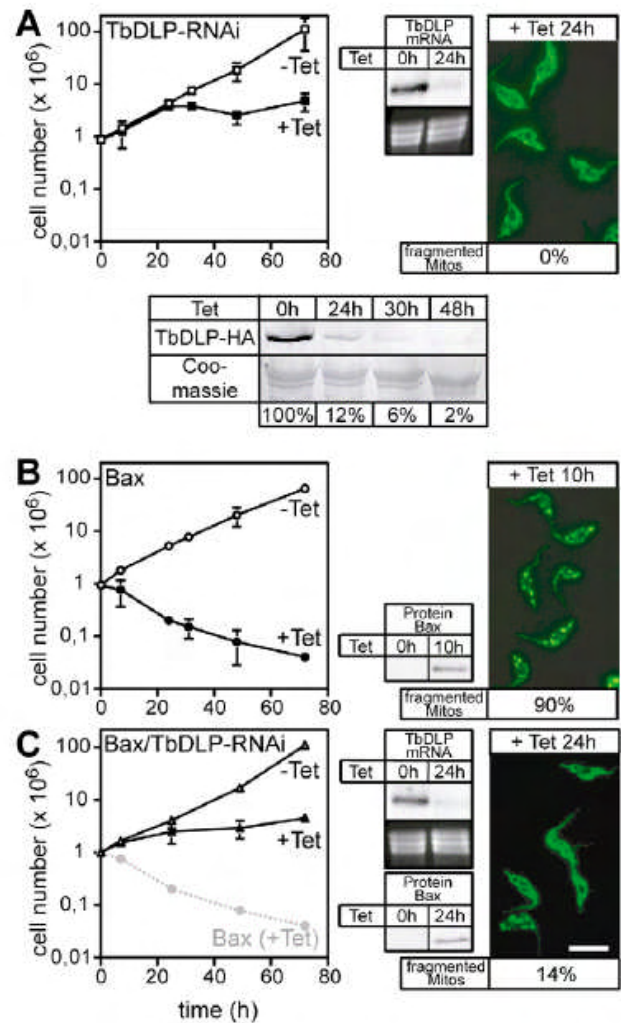 A
TbDLP-RNAi
cell number (x 10⁶)
100
10
1
0,1
0,01
0 20 40 60 80
-Tet
+Tet
TbDLP
mRNA
Tet 0h 24h
+ Tet 24h
fragmented
Mitos
0%
Tet 0h 24h 30h 48h
TbDLP-HA
Coo-
massie
100% 12% 6% 2%
B
Bax
cell number (x 10⁶)
100
10
1
0,1
0,01
0 20 40 60 80
-Tet
+Tet
Protein
Bax
Tet 0h 10h
+ Tet 10h
fragmented
Mitos
90%
C
Bax/TbDLP-RNAi
cell number (x 10⁶)
100
10
1
0,1
0,01
0 20 40 60 80
time (h)
-Tet
+Tet
Bax (+Tet)
TbDLP
mRNA
Tet 0h 24h
Protein
Bax
Tet 0h 24h
+ Tet 24h
fragmented
Mitos
14%